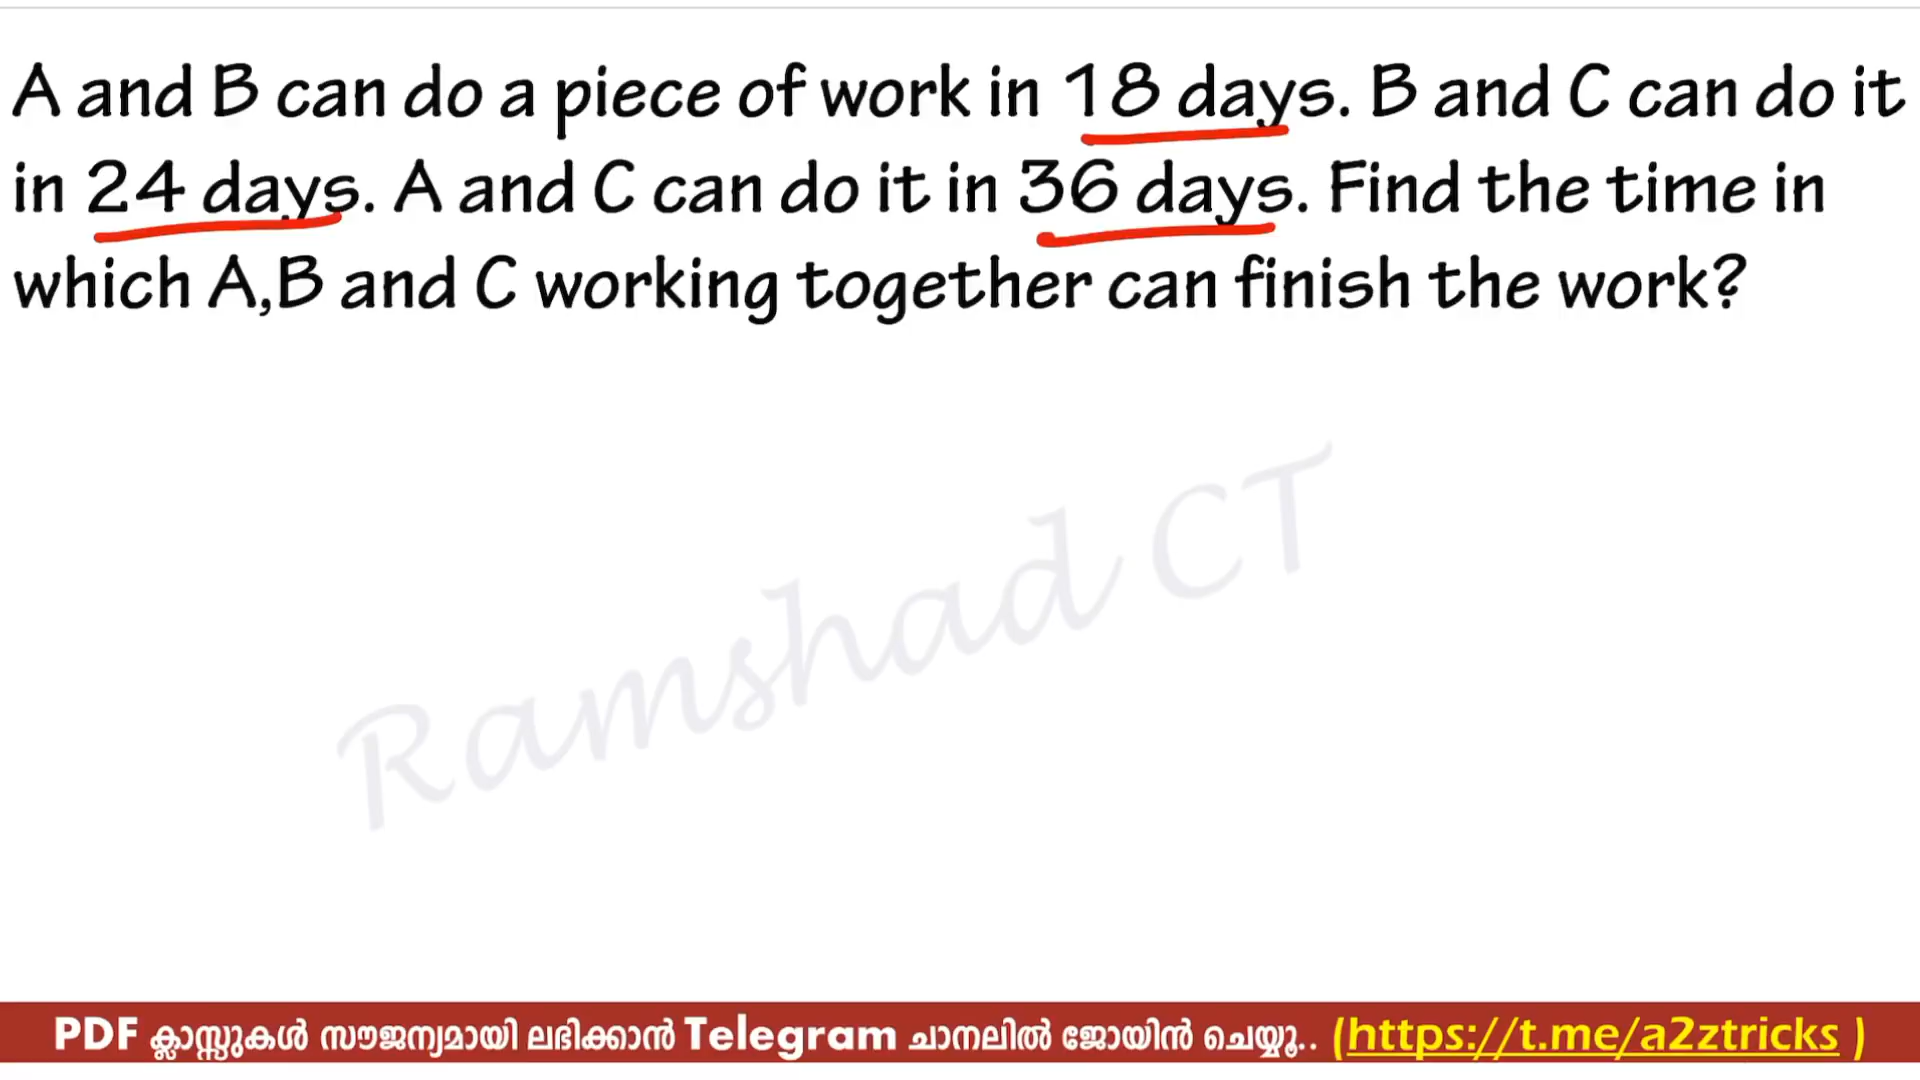 A and B can do a piece of work in 18 days. B and C can do it
in 24 days. A and C can do it in 36 days. Find the time in
which A,B and C working together can finish the work?
Ramshad CT
PDF ക്ലാസ്സുകൾ സൗജന്യമായി ലഭിക്കാൻ Telegram ചാനലിൽ ജോയിൻ ചെയ്യൂ.. (https://t.me/a2ztricks )